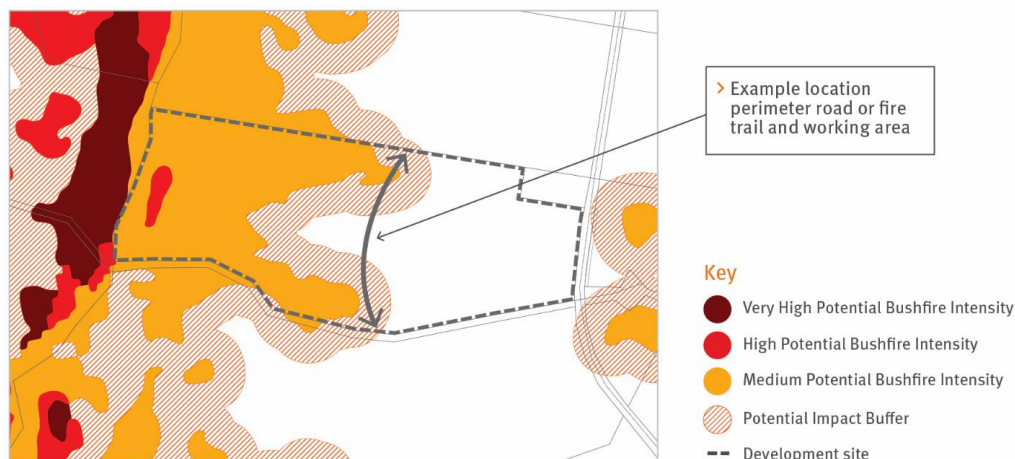 > Example location
perimeter road or fire
trail and working area
Key
Very High Potential Bushfire Intensity
High Potential Bushfire Intensity
Medium Potential Bushfire Intensity
Potential Impact Buffer
Development site